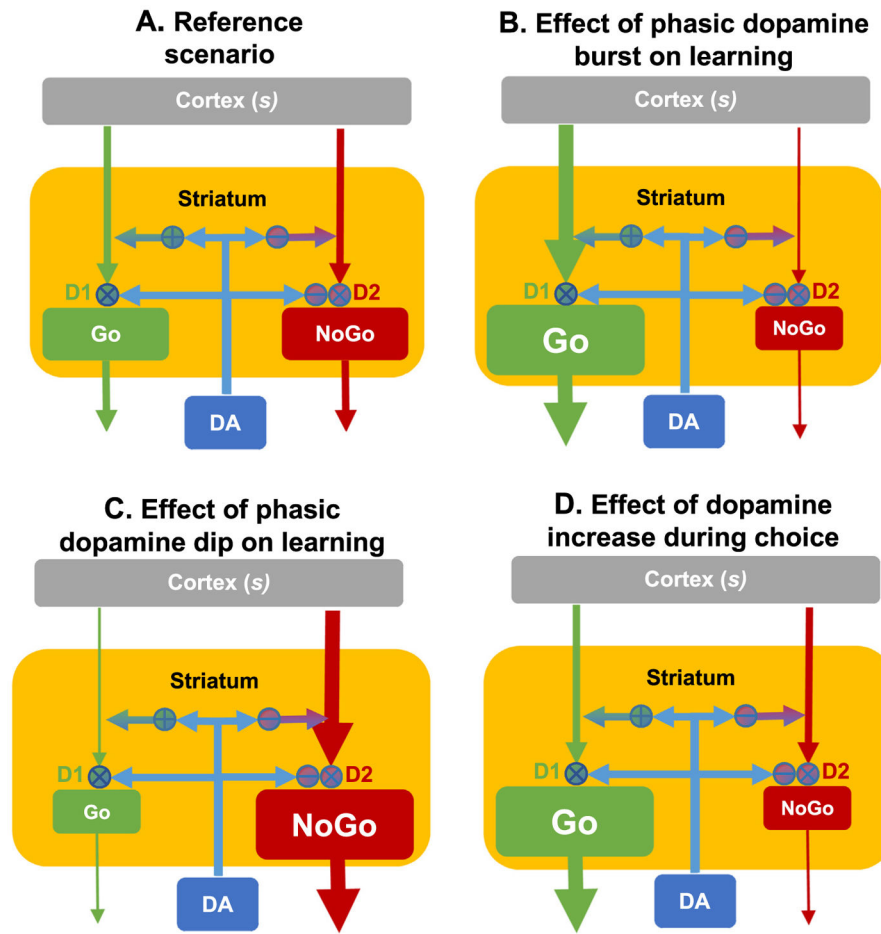 A. Reference
scenario
Cortex (s)
Striatum
D1
D2
Go
NoGo
DA
B. Effect of phasic dopamine
burst on learning
Cortex (s)
Striatum
D1
D2
Go
NoGo
DA
C. Effect of phasic
dopamine dip on learning
Cortex (s)
Striatum
D1
D2
Go
NoGo
DA
D. Effect of dopamine
increase during choice
Cortex (s)
Striatum
D1
D2
Go
NoGo
DA